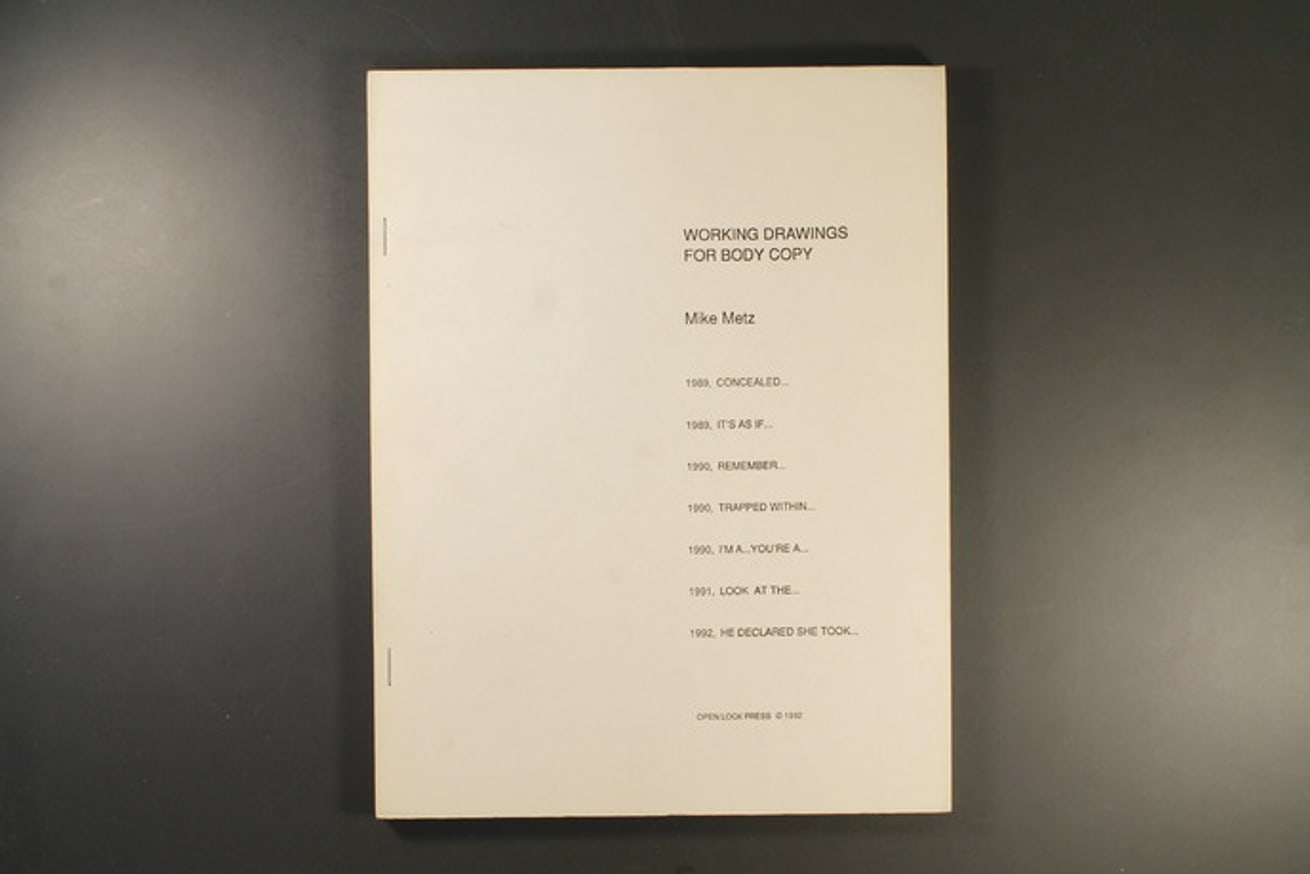 WORKING DRAWINGS
FOR BODY COPY
Mike Metz
1989, CONCEALED...
1989, IT'S AS IF...
1990, REMEMBER...
1990, TRAPPED WITHIN...
1990, I'M A...YOU'RE A...
1991, LOOK AT THE...
1992, HE DECLARED SHE TOOK...
OPEN LOOK PRESS © 1992